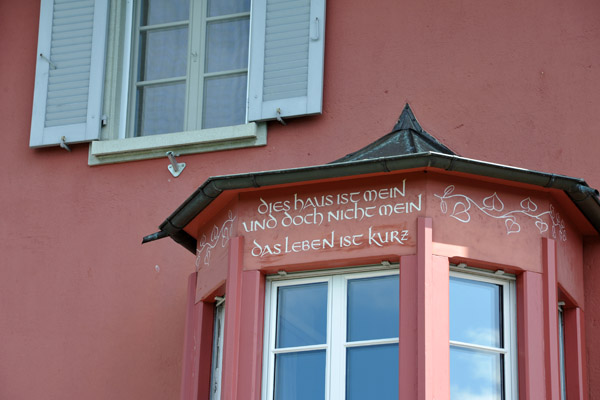 dies haus ist mein
und doch nicht mein
das leben ist kurz